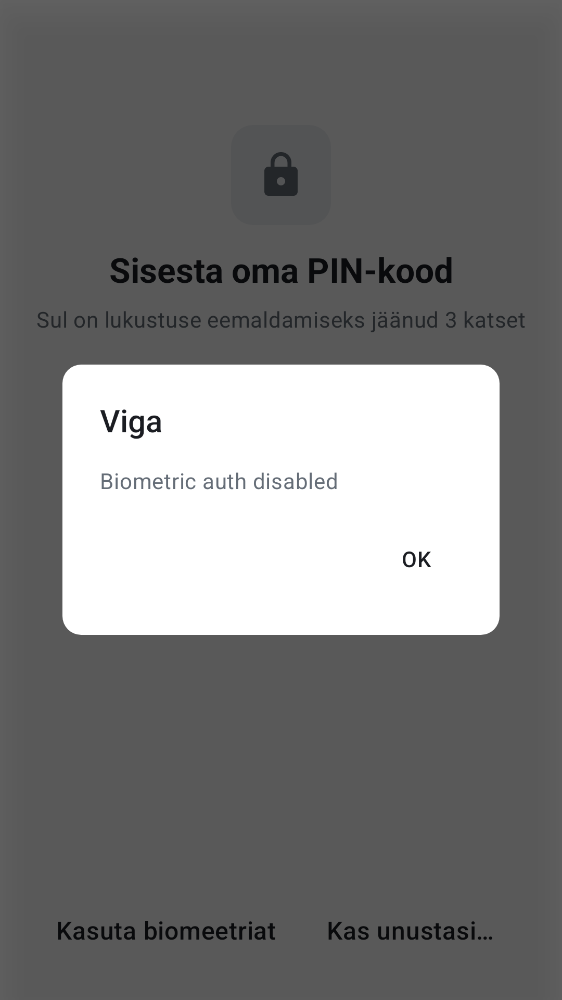 Sisesta oma PIN-kood
Sul on lukustuse eemaldamiseks jäänud 3 katset
Viga
Biometric auth disabled
OK
Kasuta biomeetriat
Kas unustasi…